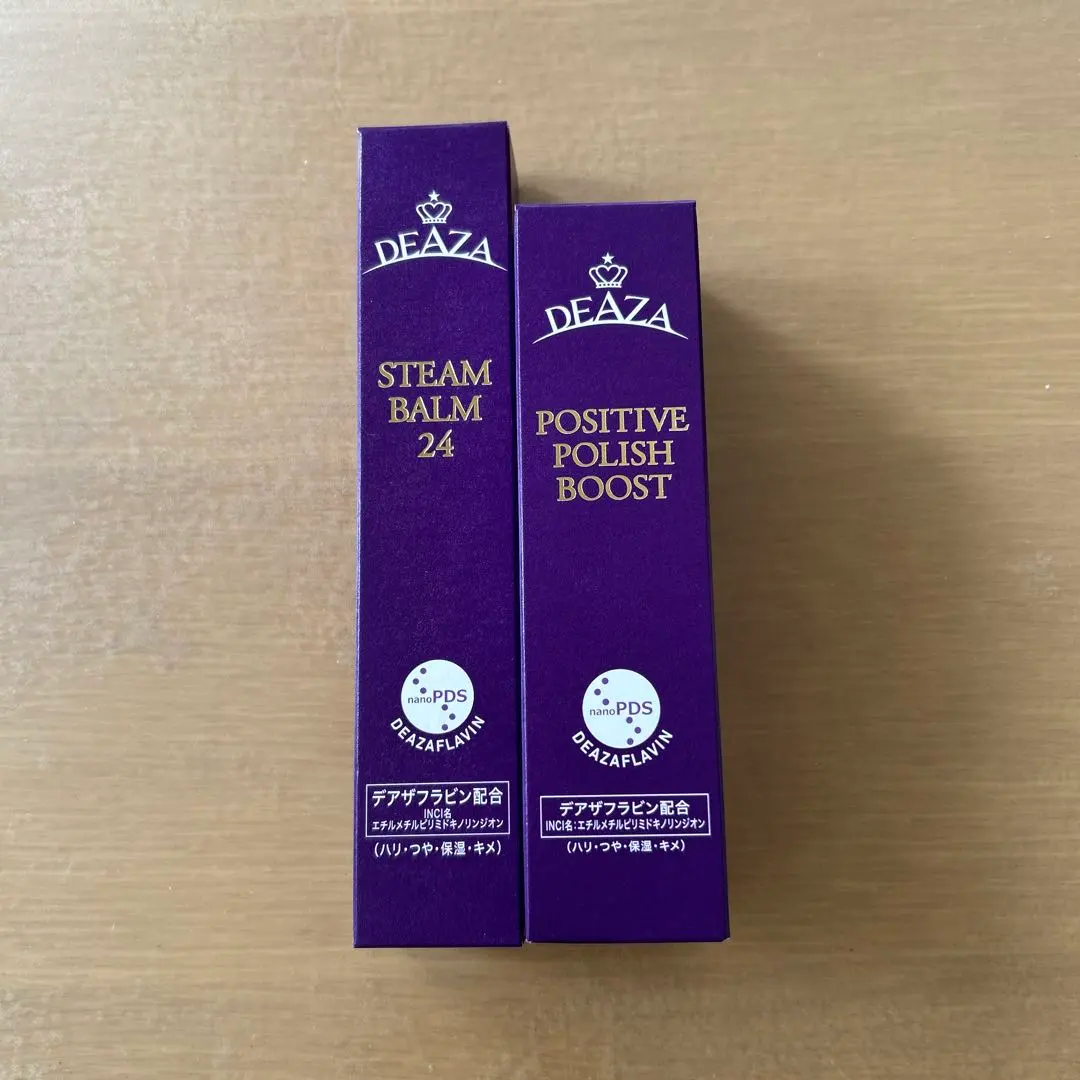 DEAZA
STEAM
BALM
24
nanoPDS
DEAZAFLAVIN
デアザフラビン配合
INCI名
エチルメチルピリミドキノリンジオン
（ハリ・つや・保湿・キメ）
DEAZA
POSITIVE
POLISH
BOOST
nanoPDS
DEAZAFLAVIN
デアザフラビン配合
INCI名：エチルメチルピリミドキノリンジオン
（ハリ・つや・保湿・キメ）